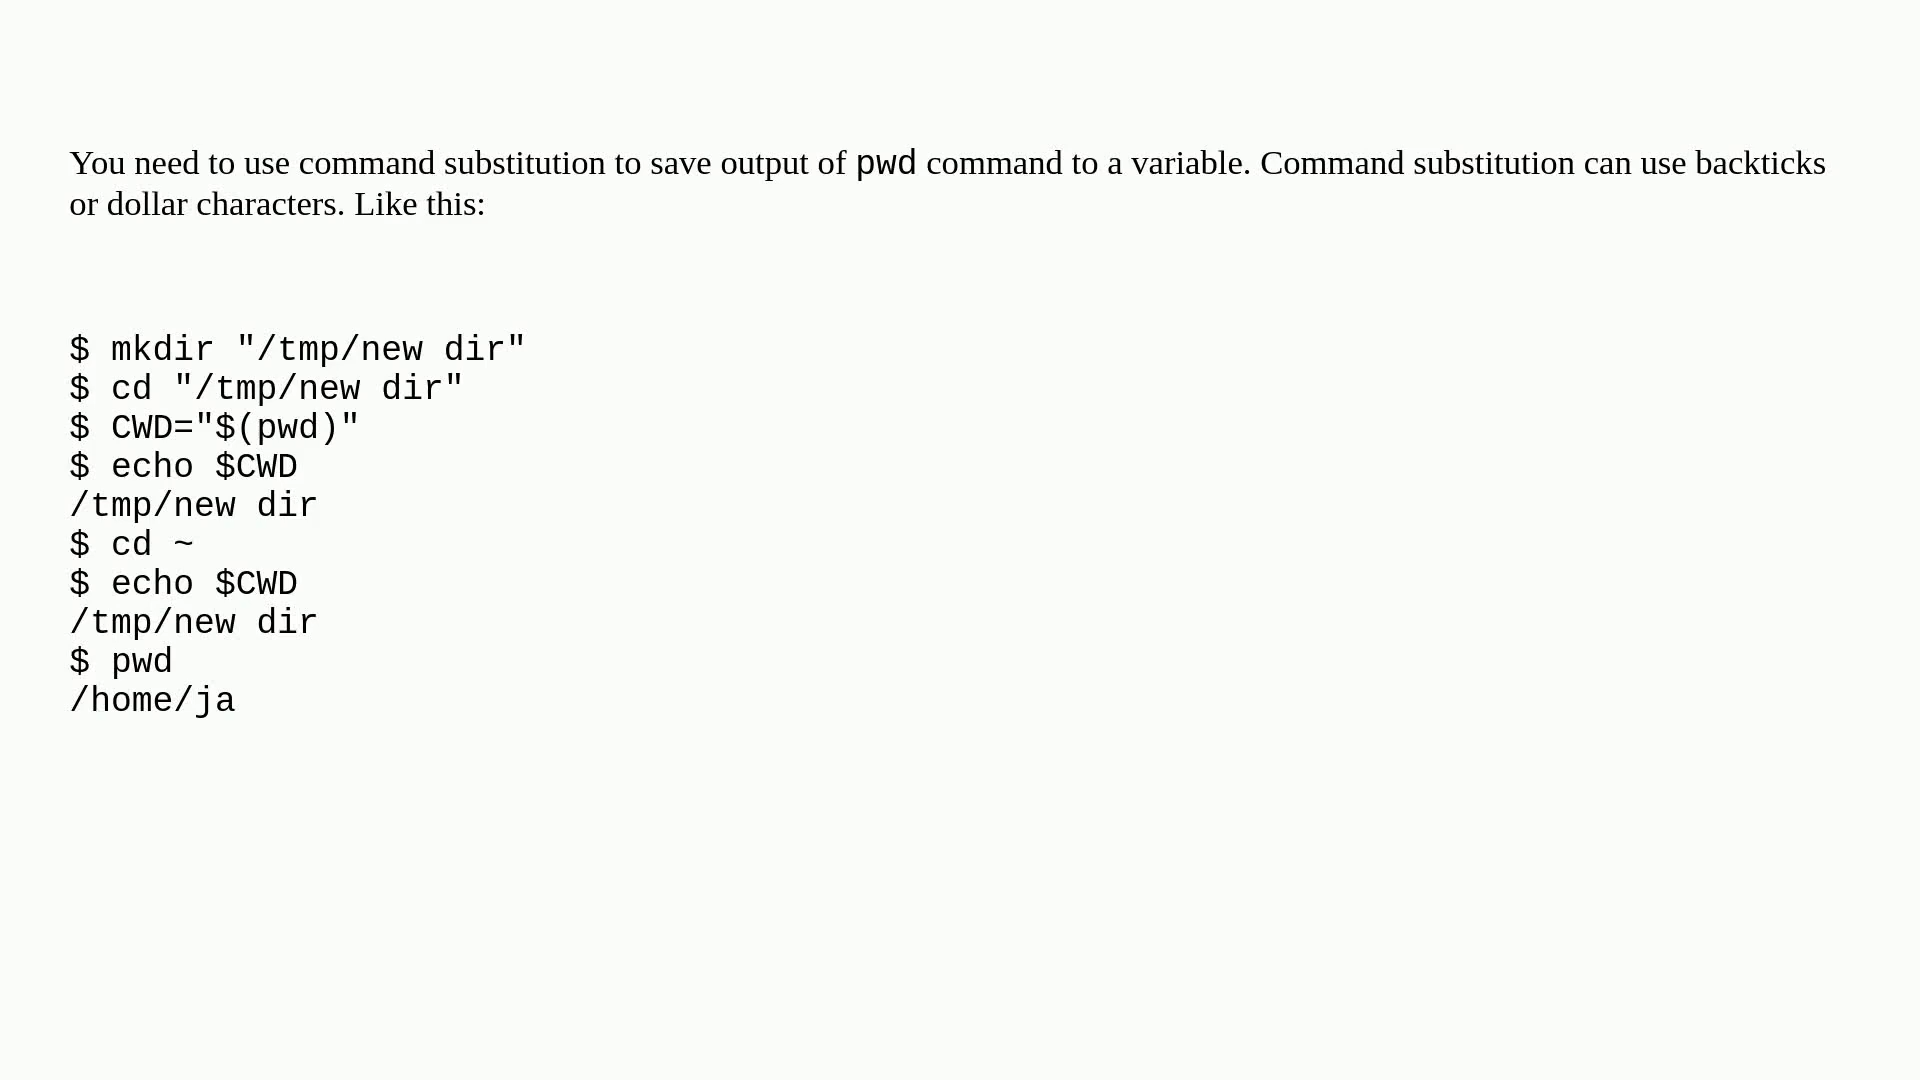 You need to use command substitution to save output of pwd command to a variable. Command substitution can use backticks
or dollar characters. Like this:
$ mkdir "/tmp/new dir"
$ cd "/tmp/new dir"
$ CWD="$(pwd)"
$ echo $CWD
/tmp/new dir
$ cd ~
$ echo $CWD
/tmp/new dir
$ pwd
/home/ja